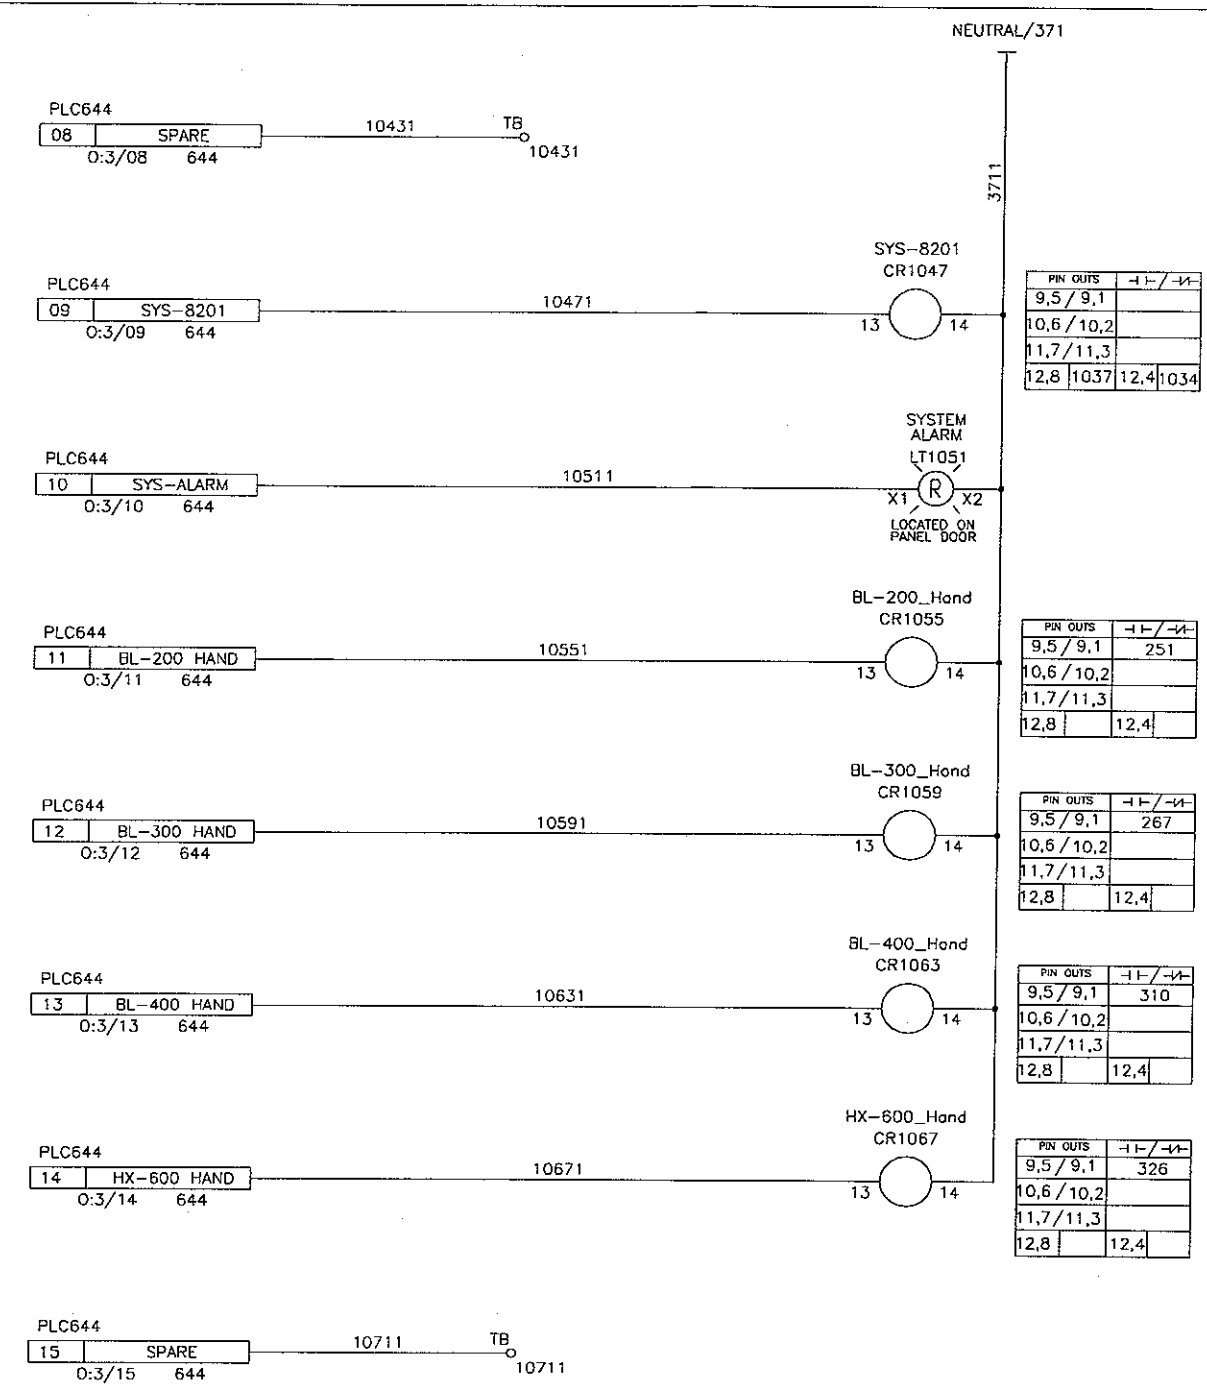 NEUTRAL/371
3711
PLC644
08 SPARE
O:3/08 644
10431
TB
10431
SYS-8201
CR1047
PLC644
09 SYS-8201
O:3/09 644
10471
13 14
PIN OUTS
9,5/9,1
10,6/10,2
11,7/11,3
12,8 1037 12,4 1034
SYSTEM
ALARM
LT1051
PLC644
10 SYS-ALARM
O:3/10 644
10511
X1 R X2
LOCATED ON
PANEL DOOR
BL-200_Hand
CR1055
PLC644
11 BL-200 HAND
O:3/11 644
10551
13 14
PIN OUTS
9,5/9,1 251
10,6/10,2
11,7/11,3
12,8 12,4
BL-300_Hand
CR1059
PLC644
12 BL-300 HAND
O:3/12 644
10591
13 14
PIN OUTS
9,5/9,1 267
10,6/10,2
11,7/11,3
12,8 12,4
BL-400_Hand
CR1063
PLC644
13 BL-400 HAND
O:3/13 644
10631
13 14
PIN OUTS
9,5/9,1 310
10,6/10,2
11,7/11,3
12,8 12,4
HX-600_Hand
CR1067
PLC644
14 HX-600 HAND
O:3/14 644
10671
13 14
PIN OUTS
9,5/9,1 326
10,6/10,2
11,7/11,3
12,8 12,4
PLC644
15 SPARE
O:3/15 644
10711
TB
10711